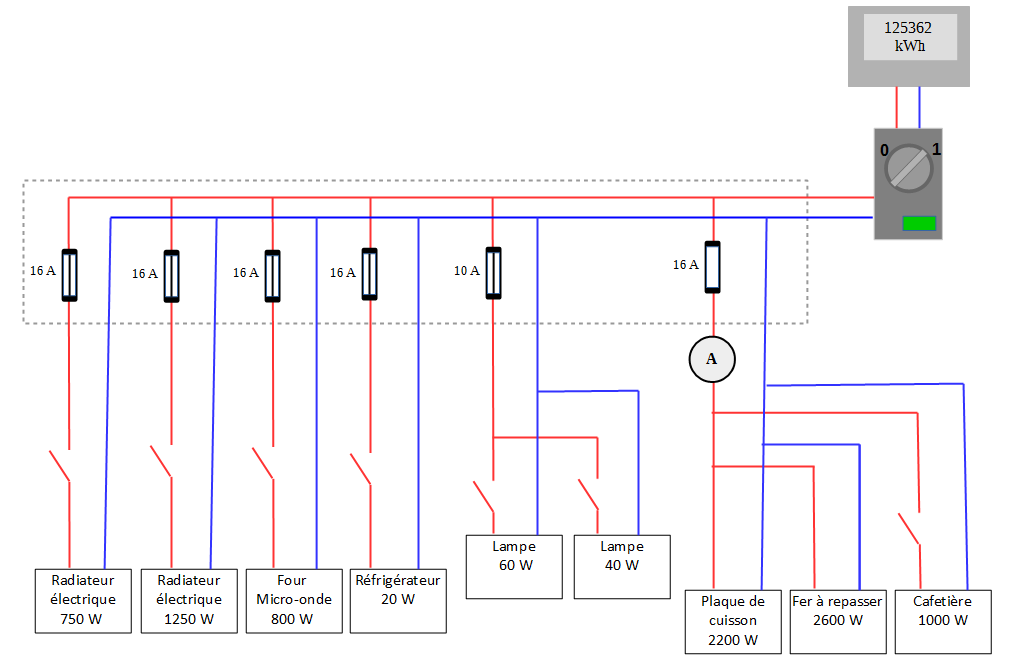 125362
kWh
0
1
16 A
16 A
16 A
16 A
10 A
16 A
A
Radiateur
électrique
750 W
Radiateur
électrique
1250 W
Four
Micro-onde
800 W
Réfrigérateur
20 W
Lampe
60 W
Lampe
40 W
Plaque de
cuisson
2200 W
Fer à repasser
2600 W
Cafetière
1000 W